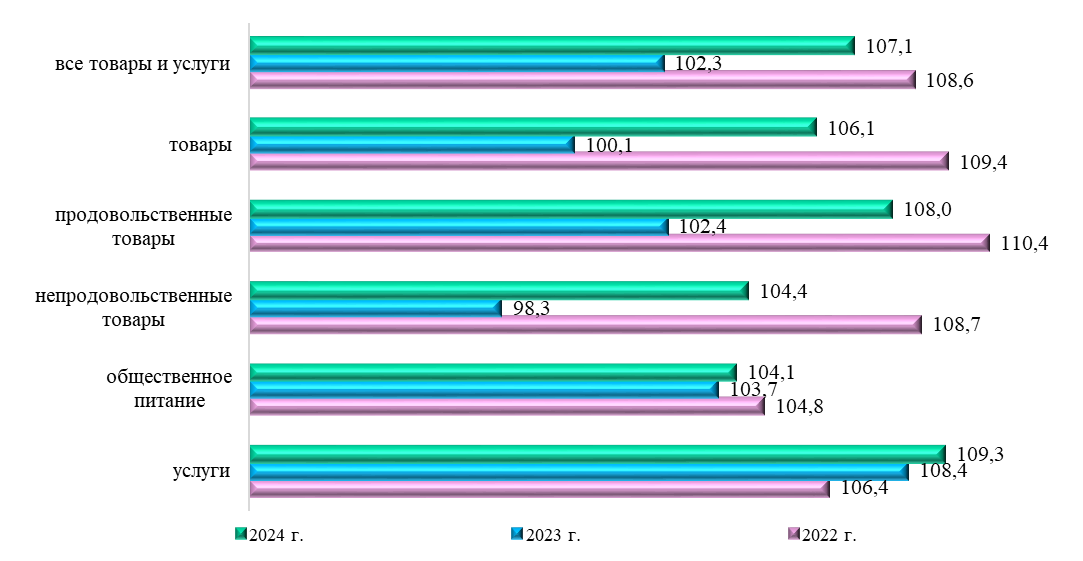 все товары и услуги
107,1
102,3
108,6
товары
106,1
100,1
109,4
продовольственные
товары
108,0
102,4
110,4
непродовольственные
товары
104,4
98,3
108,7
общественное
питание
104,1
103,7
104,8
услуги
109,3
108,4
106,4
2024 г.
2023 г.
2022 г.